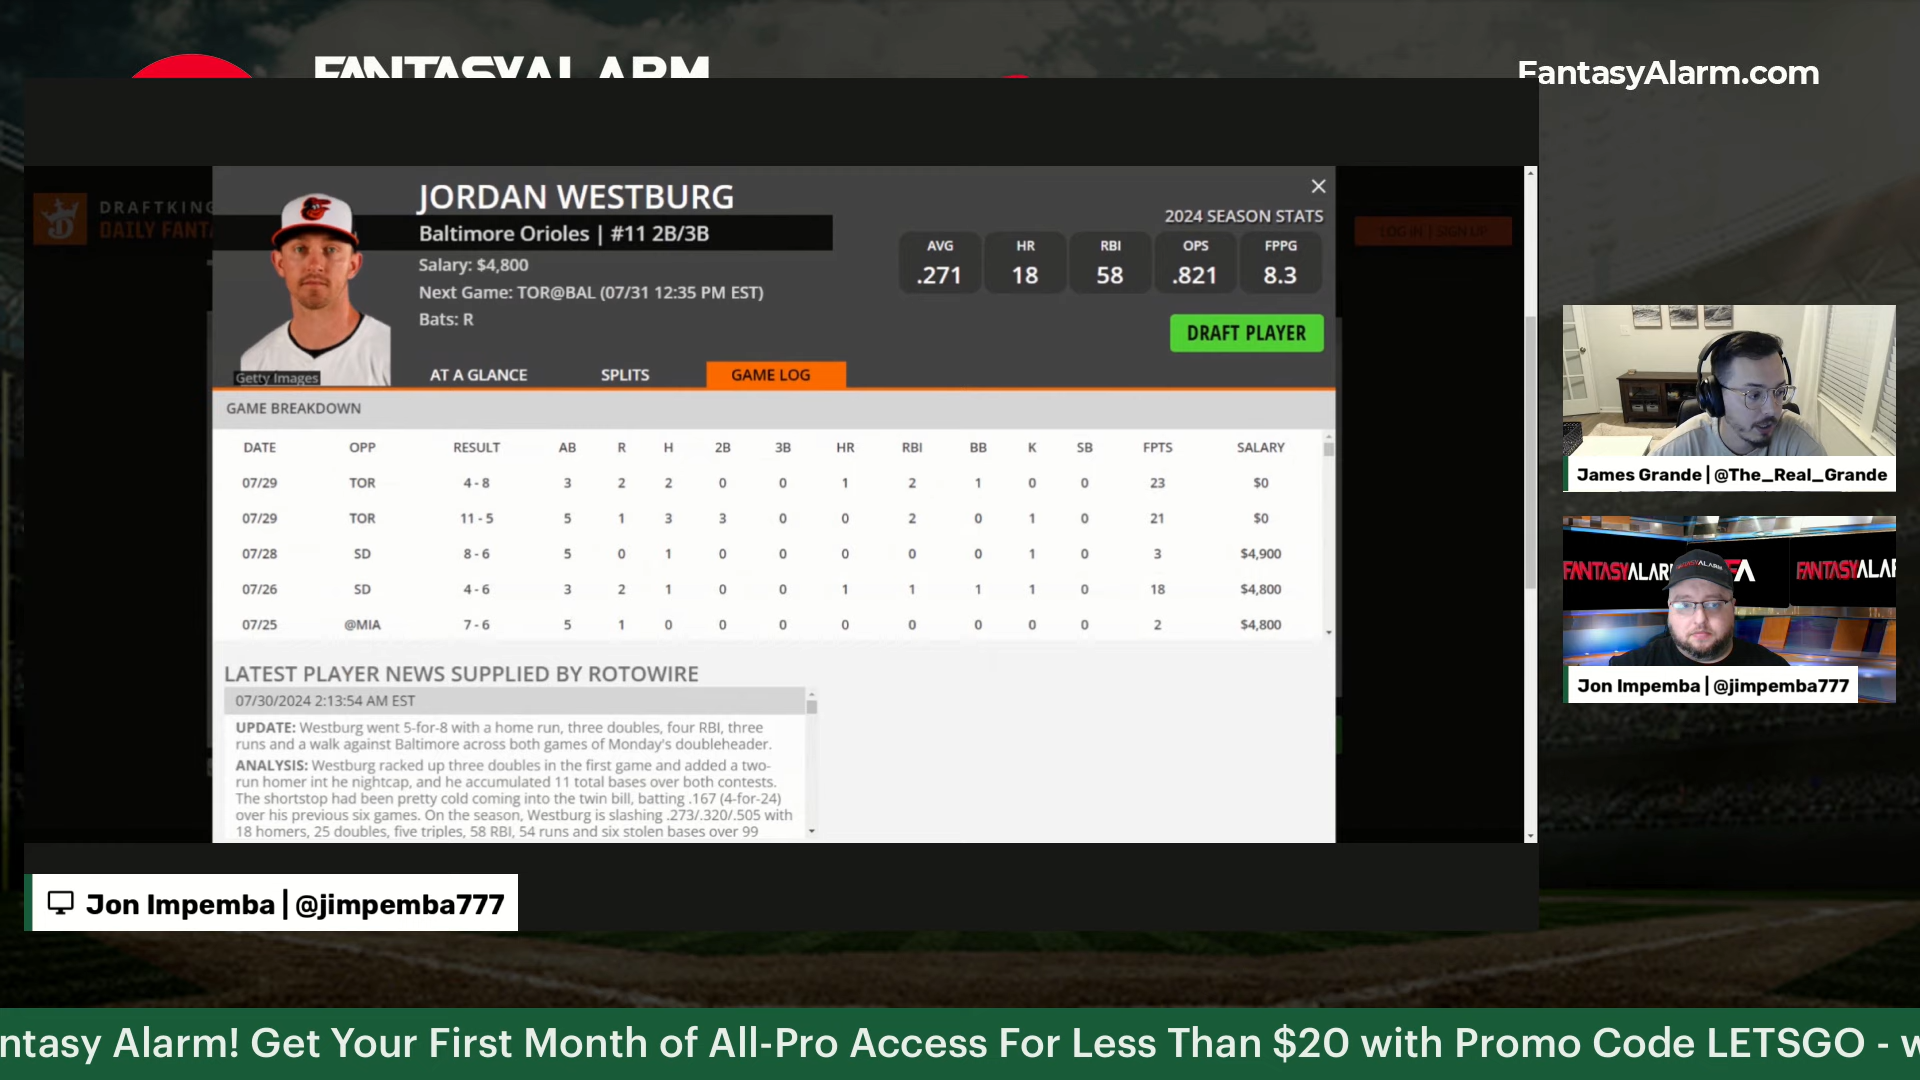 FANTASYALARM
FantasyAlarm.com
DRAFTKING
DAILY FANT
JORDAN WESTBURG
Baltimore Orioles | #11 2B/3B
Salary: $4,800
Next Game: TOR@BAL (07/31 12:35 PM EST)
Bats: R
Getty Images
2024 SEASON STATS
AVG HR RBI OPS FPPG
.271 18 58 .821 8.3
DRAFT PLAYER
LOG IN | SIGN UP
AT A GLANCE SPLITS GAME LOG
GAME BREAKDOWN
DATE OPP RESULT AB R H 2B 3B HR RBI BB K SB FPTS SALARY
07/29 TOR 4 - 8 3 2 2 0 0 1 2 1 0 0 23 $0
07/29 TOR 11 - 5 5 1 3 3 0 0 2 0 1 0 21 $0
07/28 SD 8 - 6 5 0 1 0 0 0 0 0 1 0 3 $4,900
07/26 SD 4 - 6 3 2 1 0 0 1 1 1 1 0 18 $4,800
07/25 @MIA 7 - 6 5 1 0 0 0 0 0 0 0 0 2 $4,800
LATEST PLAYER NEWS SUPPLIED BY ROTOWIRE
07/30/2024 2:13:54 AM EST
UPDATE: Westburg went 5-for-8 with a home run, three doubles, four RBI, three
runs and a walk against Baltimore across both games of Monday's doubleheader.
ANALYSIS: Westburg racked up three doubles in the first game and added a two-
run homer int he nightcap, and he accumulated 11 total bases over both contests.
The shortstop had been pretty cold coming into the twin bill, batting .167 (4-for-24)
over his previous six games. On the season, Westburg is slashing .273/.320/.505 with
18 homers, 25 doubles, five triples, 58 RBI, 54 runs and six stolen bases over 99
James Grande | @The_Real_Grande
FANTASYALAR
FA
FANTASYALAR
FANTASYALARM
Jon Impemba | @jimpemba777
Jon Impemba | @jimpemba777
ntasy Alarm! Get Your First Month of All-Pro Access For Less Than $20 with Promo Code LETSGO - w